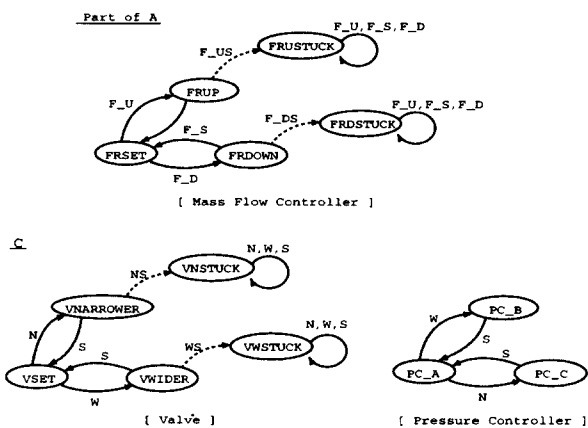 Part of A
F_U,F_S,F_D
F_US
FRUSTUCK
FRUP
F_U
F_U,F_S,F_D
F_DS
FRDSTUCK
F_S
FRSET
FRDOWN
F_D
[ Mass Flow Controller ]
C
N,W,S
NS
VNSTUCK
VNARROWER
N
S
N,W,S
WS
VWSTUCK
S
VSET
VWIDER
W
[ Valve ]
W
PC_B
S
S
PC_A
PC_C
N
[ Pressure Controller ]